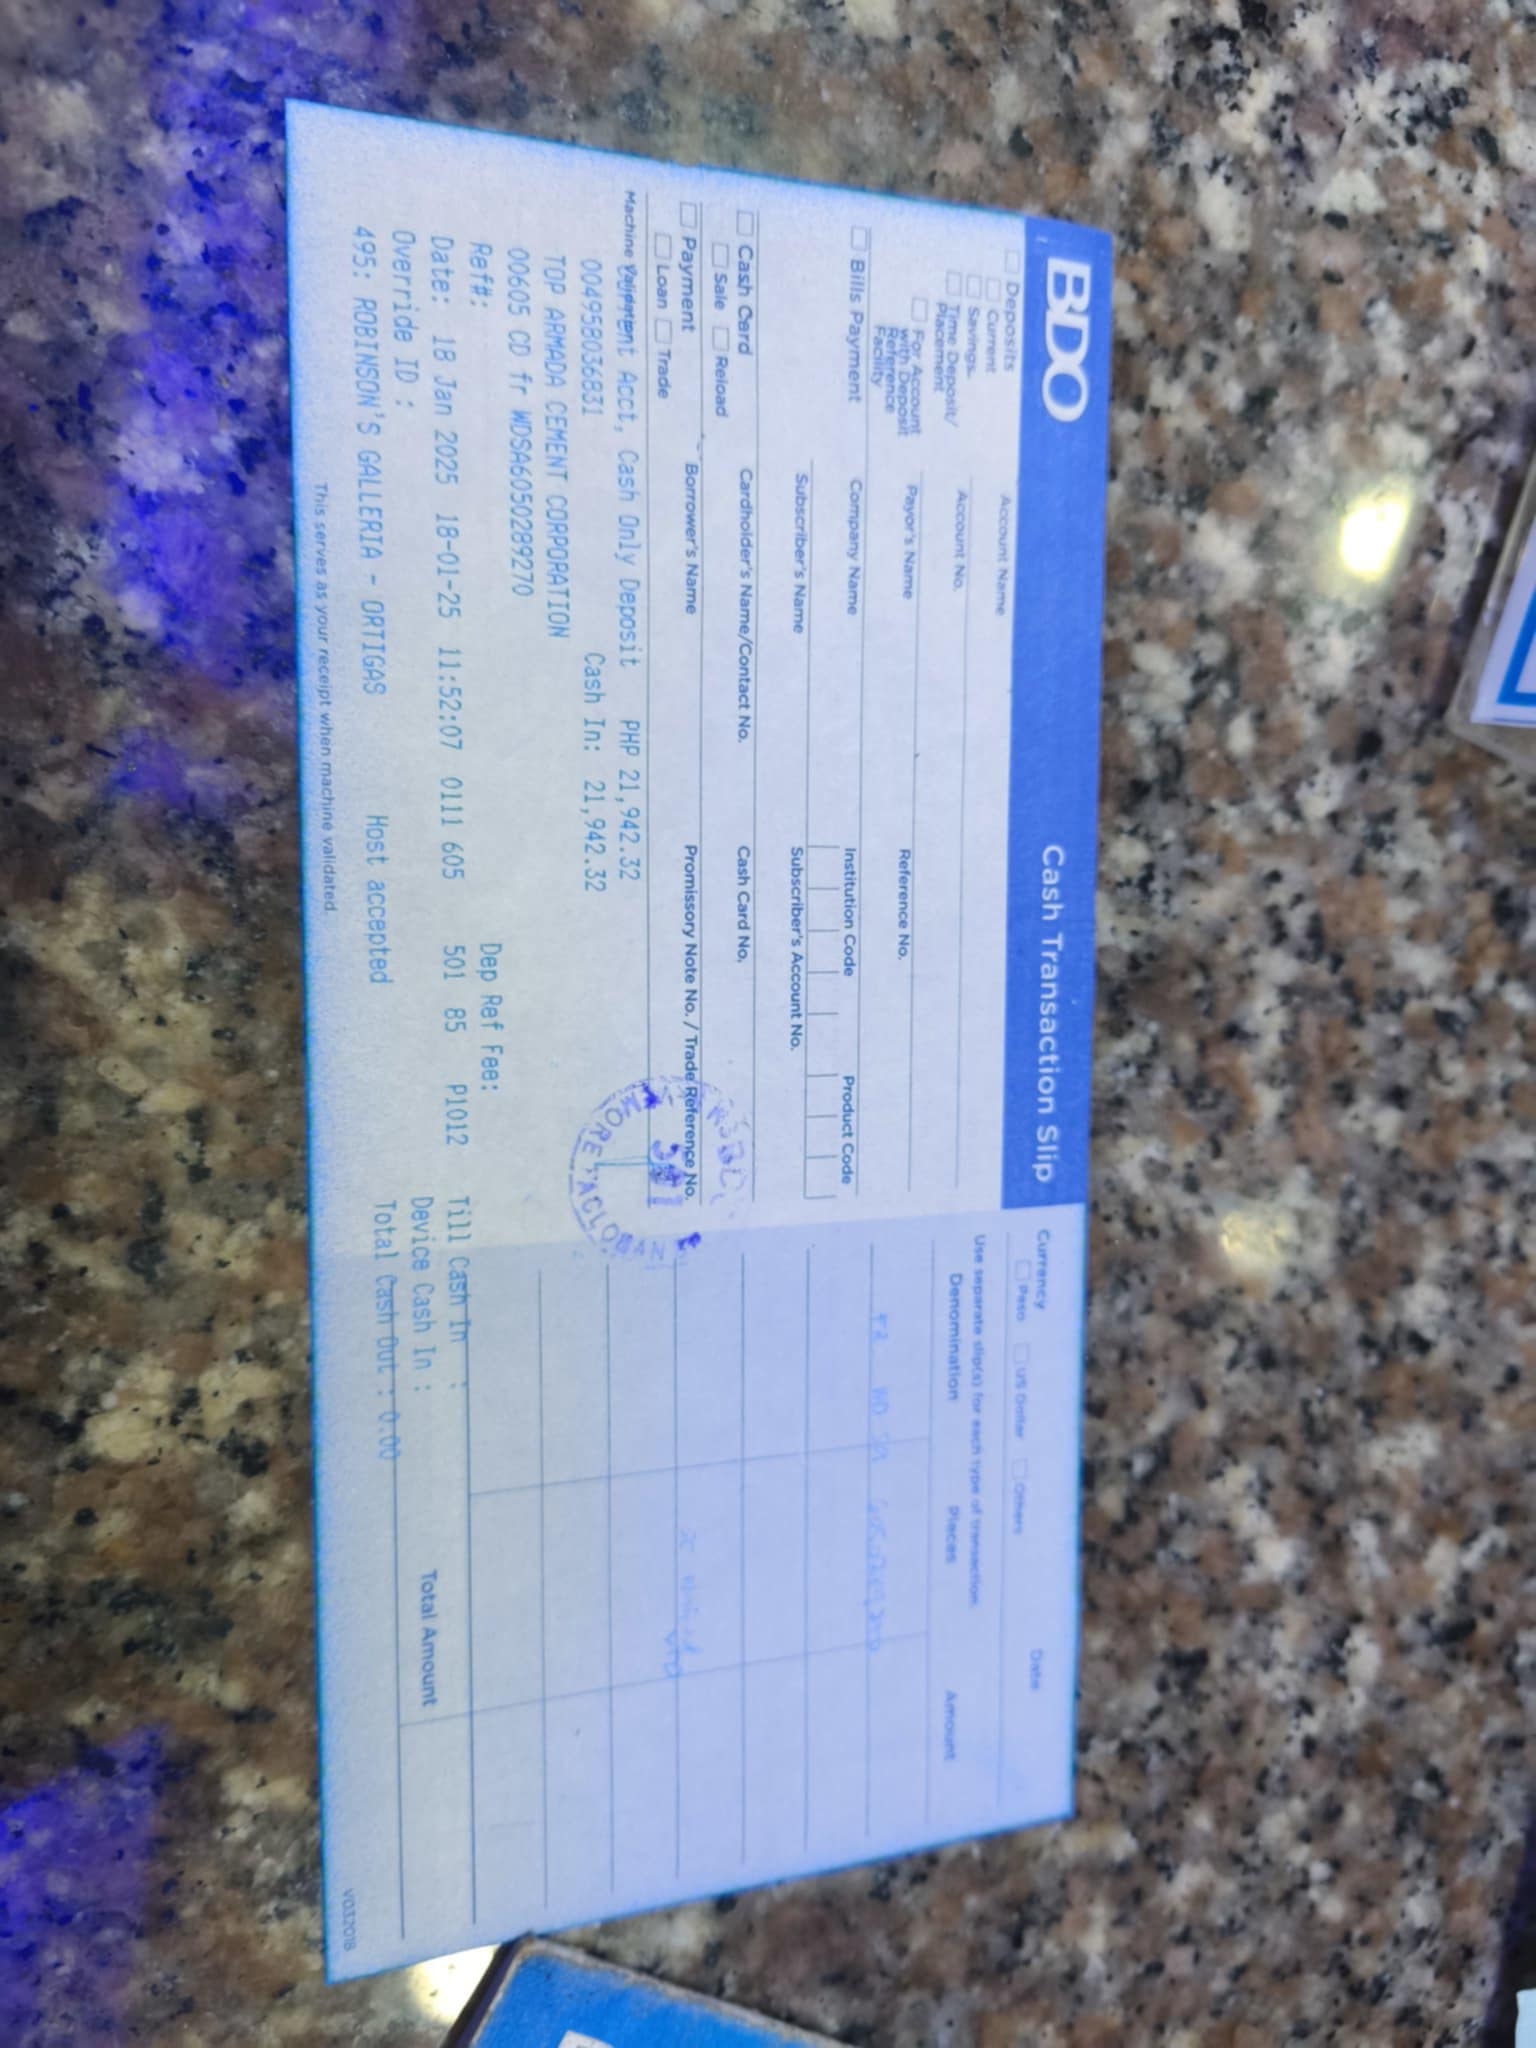 BDO
Cash Transaction Slip
Deposits
Current
Savings
Time Deposit/
Placement
For Account
with Deposit
Reference
Facility
Account Name
Account No.
Payor's Name
Reference No.
Bills Payment
Company Name
Institution Code
Product Code
Subscriber's Name
Subscriber's Account No.
Cash Card
Sale
Reload
Cardholder's Name/Contact No.
Cash Card No.
Payment
Loan
Trade
Borrower's Name
Promissory Note No. / Trade Reference No.
Currency
Peso
US Dollar
Others
Date
Use separate slip(s) for each type of transaction.
Denomination
Pieces
Amount
Machine Validation
Current Acct, Cash Only Deposit PHP 21,942.32
004958036831 Cash In: 21,942.32
TOP ARMADA CEMENT CORPORATION
00605 CD fr WDSA6050289270
Ref#: Dep Ref Fee:
Date: 18 Jan 2025 18-01-25 11:52:07 0111 605 501 85 P1012 Till Cash In :
Override ID : Device Cash In :
495: ROBINSON'S GALLERIA - ORTIGAS Host accepted Total Cash Out : 0.00
Total Amount
This serves as your receipt when machine validated.
V032018